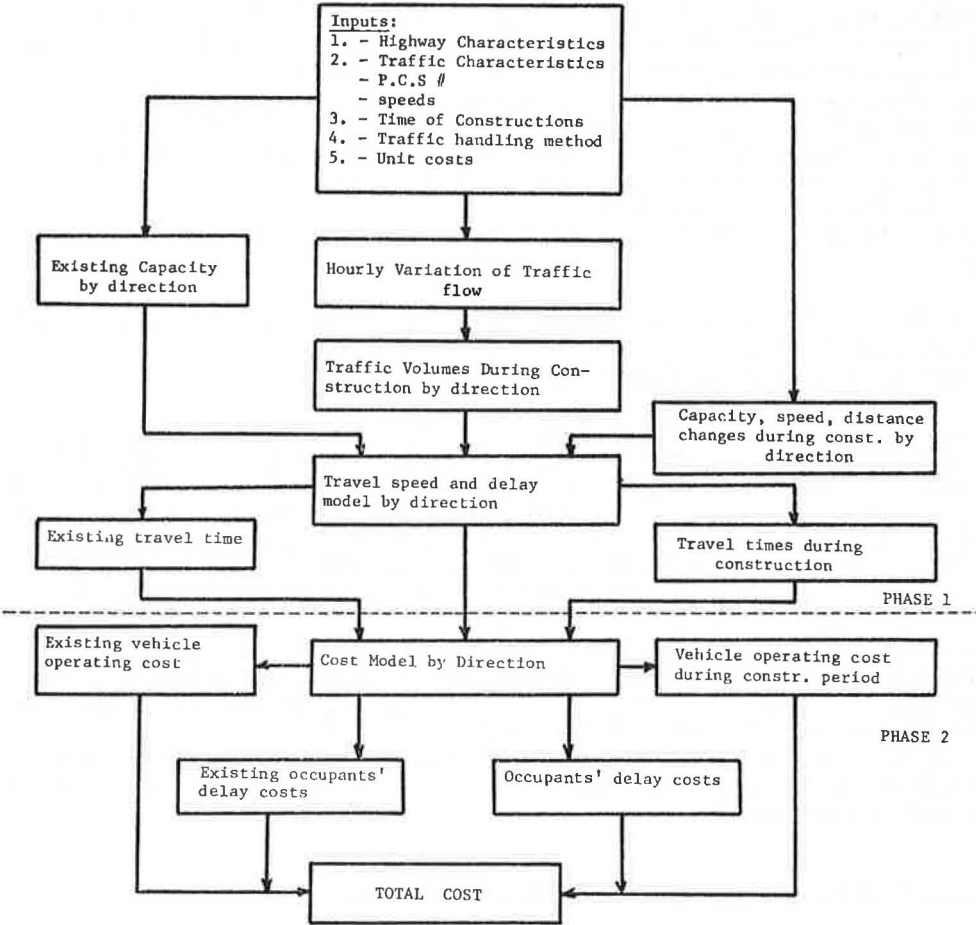 Inputs:
1. - Highway Characteristics
2. - Traffic Characteristics
- P.C.S #
- speeds
3. - Time of Constructions
4. - Traffic handling method
5. - Unit costs
Existing Capacity
by direction
Hourly Variation of Traffic
flow
Traffic Volumes During Con-
struction by direction
Capacity, speed, distance
changes during const. by
direction
Travel speed and delay
model by direction
Existing travel time
Travel times during
construction
PHASE 1
Existing vehicle
operating cost
Cost Model by Direction
Vehicle operating cost
during constr. period
PHASE 2
Existing occupants'
delay costs
Occupants' delay costs
TOTAL COST